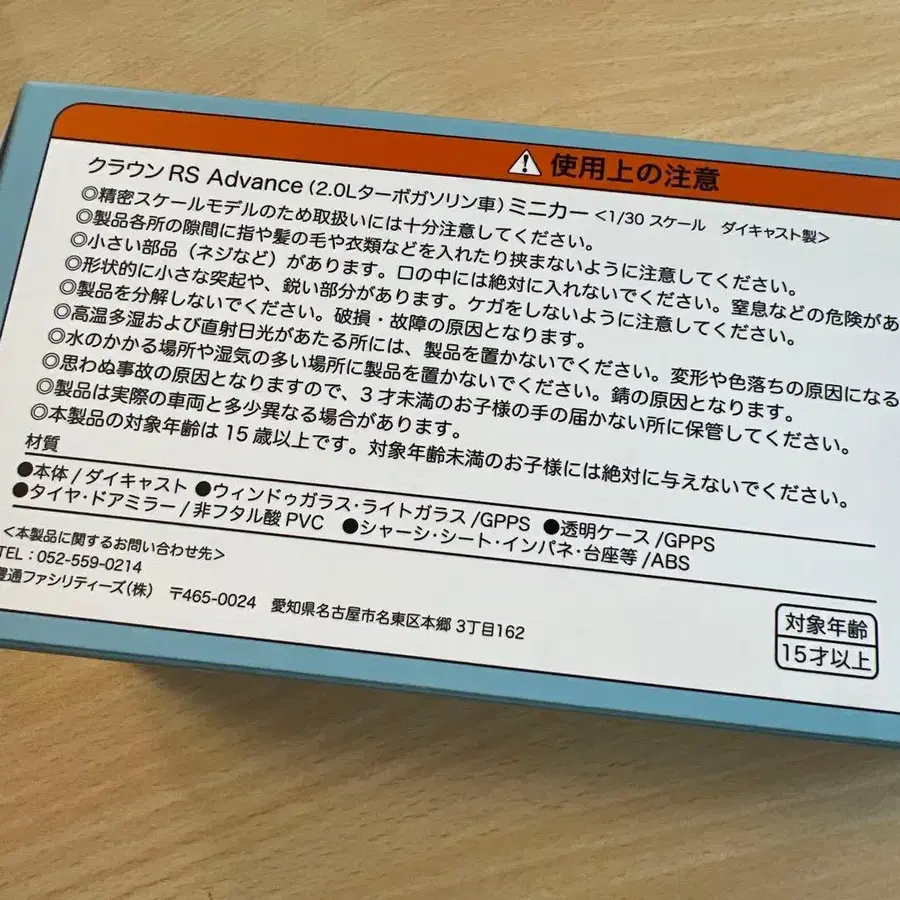 使用上の注意
クラウン RS Advance (2.0Lターボガソリン車) ミニカー <1/30 スケール ダイキャスト製>
◎精密スケールモデルのため取扱いには十分注意してください。
◎製品各所の隙間に指や髪の毛や衣類などを入れたり挟まないように注意してください。
◎小さい部品（ネジなど）があります。口の中には絶対に入れないでください。窒息などの危険があ
◎形状的に小さな突起や、鋭い部分があります。ケガをしないように注意してください。
◎製品を分解しないでください。破損・故障の原因となります。
◎高温多湿および直射日光があたる所には、製品を置かないでください。変形や色落ちの原因になる
◎水のかかる場所や湿気の多い場所に製品を置かないでください。錆の原因となります。
◎思わぬ事故の原因となりますので、3才未満のお子様の手の届かない所に保管してください。
◎製品は実際の車両と多少異なる場合があります。
◎本製品の対象年齢は15歳以上です。対象年齢未満のお子様には絶対に与えないでください。
材質
●本体/ダイキャスト ●ウィンドゥガラス・ライトガラス/GPPS ●透明ケース/GPPS
●タイヤ・ドアミラー/非フタル酸PVC ●シャーシ・シート・インパネ・台座等/ABS
<本製品に関するお問い合わせ先>
TEL：052-559-0214
豊通ファシリティーズ(株) 〒465-0024 愛知県名古屋市名東区本郷 3丁目162
対象年齢
15才以上